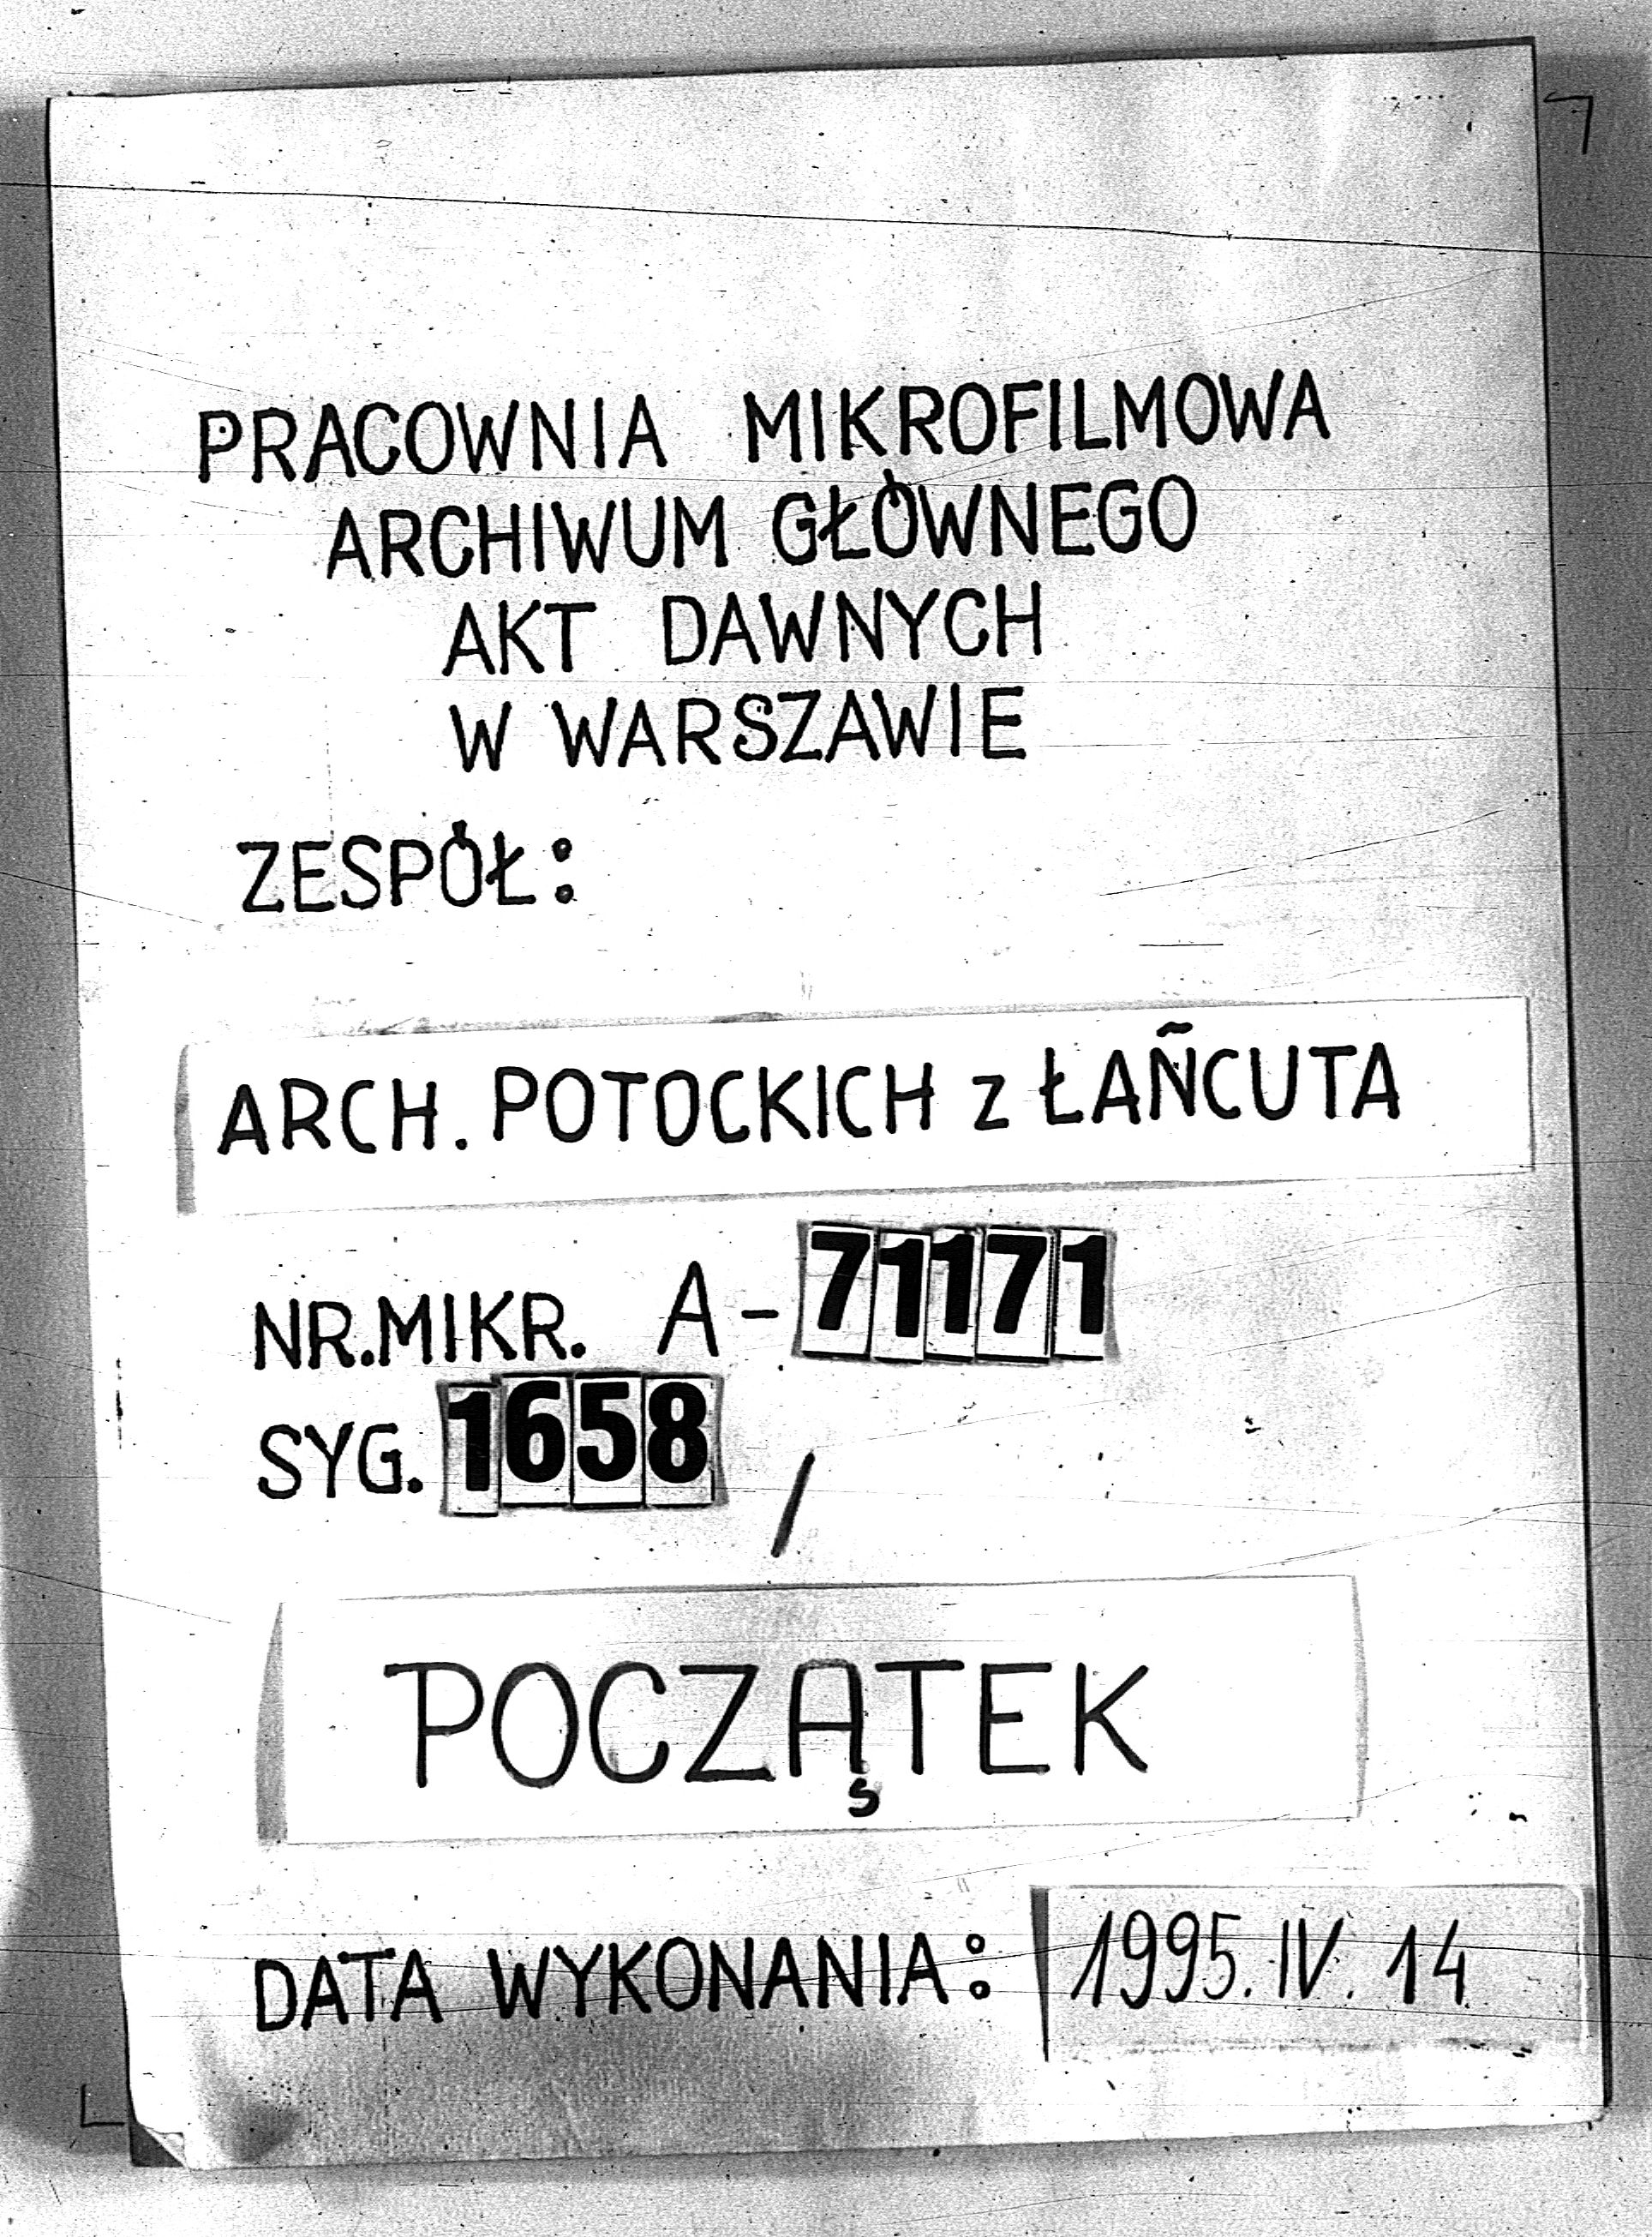 PRACOWNIA MIKROFILMOWA
ARCHIWUM GŁÓWNEGO
AKT DAWNYCH
W WARSZAWIE
ZESPÓŁ:
ARCH. POTOCKICH z ŁAŃCUTA
NR. MIKR. A-71171
SYG. 1658 /
POCZĄTEK
DATA WYKONANIA: 1995. IV. 14